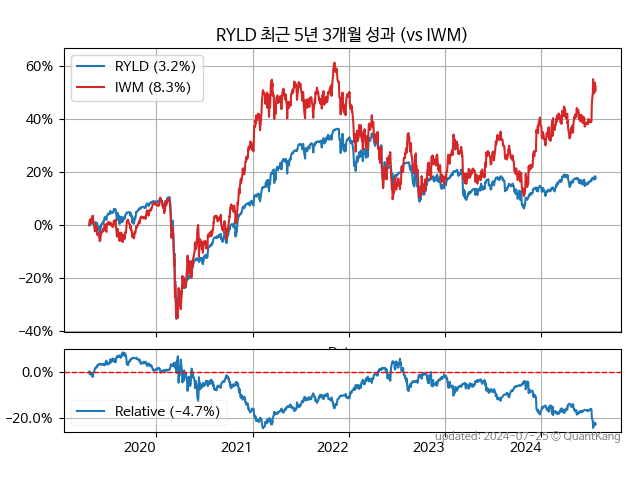 RYLD 최근 5년 3개월 성과 (vs IWM)
RYLD (3.2%)
IWM (8.3%)
60%
40%
20%
0%
−20%
−40%
0.0%
−20.0%
Relative (−4.7%)
2020 2021 2022 2023 2024
updated: 2024-07-25 © QuantKang